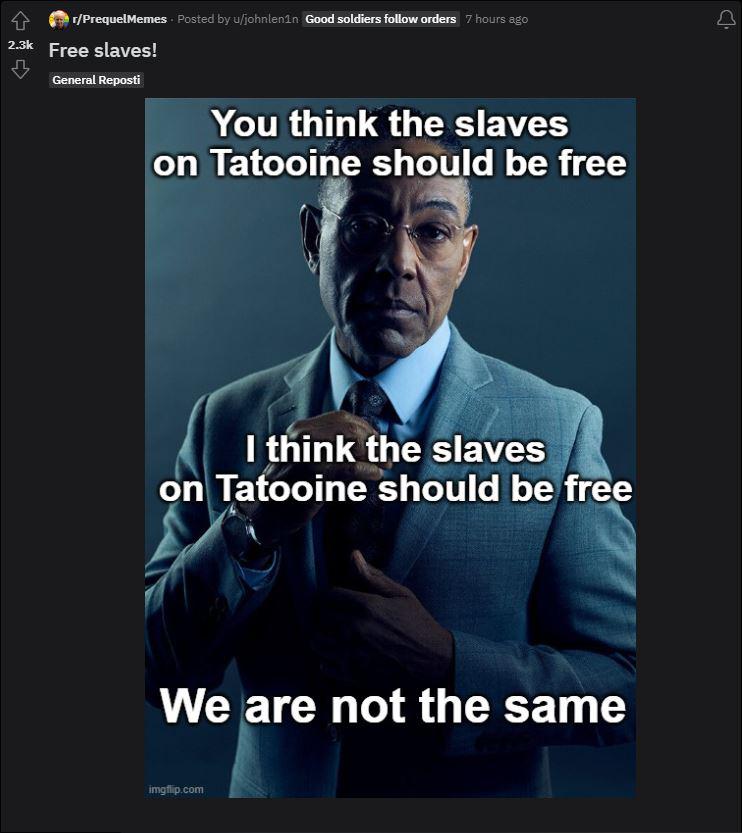 r/PrequelMemes · Posted by u/johnlen1n Good soldiers follow orders 7 hours ago
2.3k
Free slaves!
General Reposti
You think the slaves
on Tatooine should be free
I think the slaves
on Tatooine should be free
We are not the same
imgflip.com